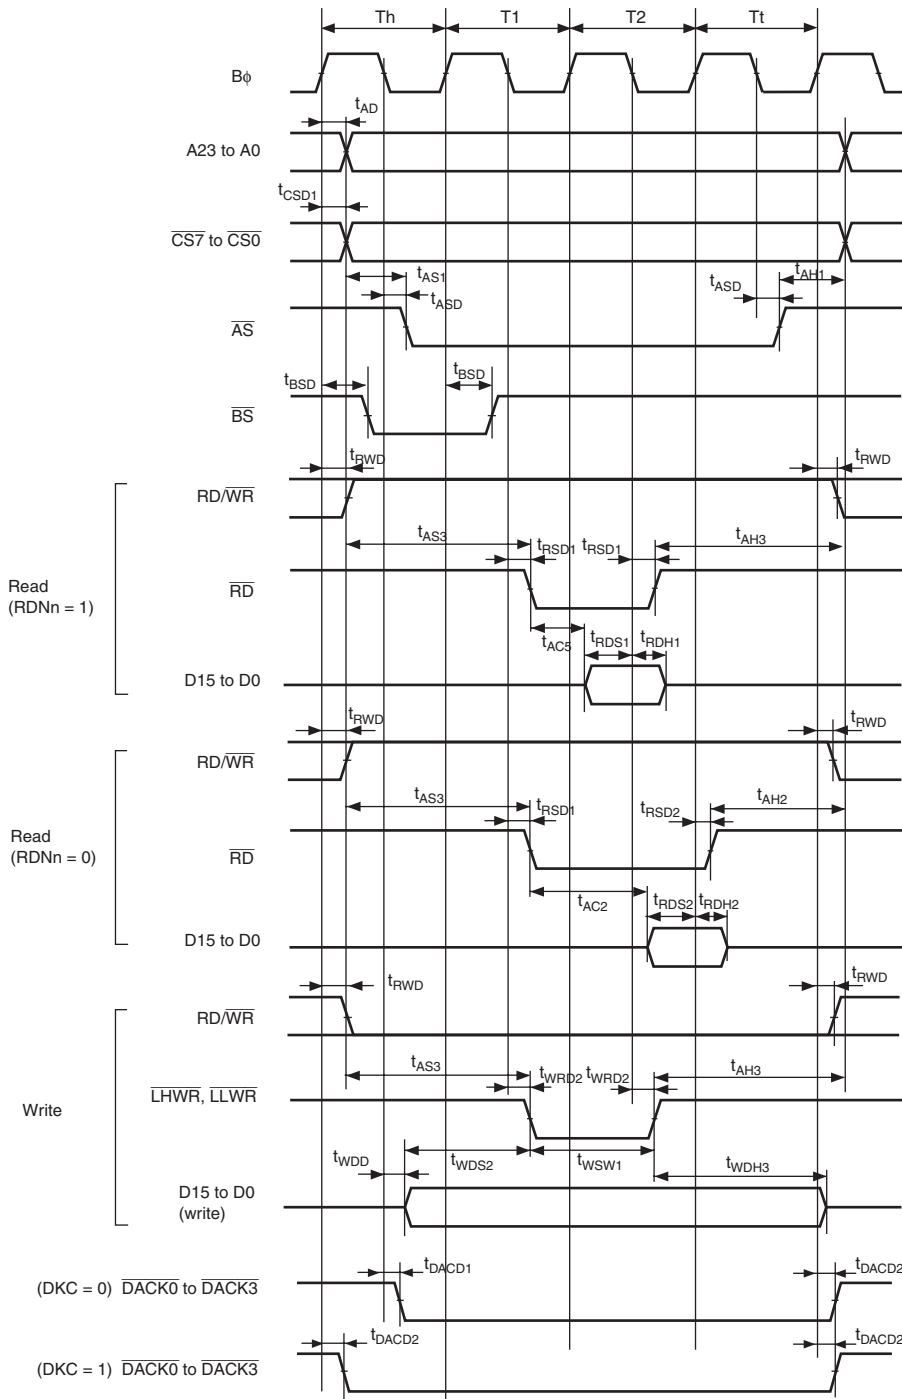 Th T1 T2 Tt
Bϕ
tAD
A23 to A0
tCSD1
CS7 to CS0
tAS1 tAH1
tASD tASD
AS
tBSD tBSD
BS
tRWD tRWD
RD/WR
tAS3 tRSD1 tRSD1 tAH3
Read
(RDNn = 1)
RD
tAC5 tRDS1 tRDH1
D15 to D0
tRWD tRWD
RD/WR
tAS3 tRSD1 tRSD2 tAH2
Read
(RDNn = 0)
RD
tAC2 tRDS2 tRDH2
D15 to D0
tRWD tRWD
RD/WR
tAS3 tWRD2 tWRD2 tAH3
Write
LHWR, LLWR
tWDD tWDS2 tWSW1 tWDH3
D15 to D0
(write)
tDACD1 tDACD2
(DKC = 0) DACK0 to DACK3
tDACD2 tDACD2
(DKC = 1) DACK0 to DACK3